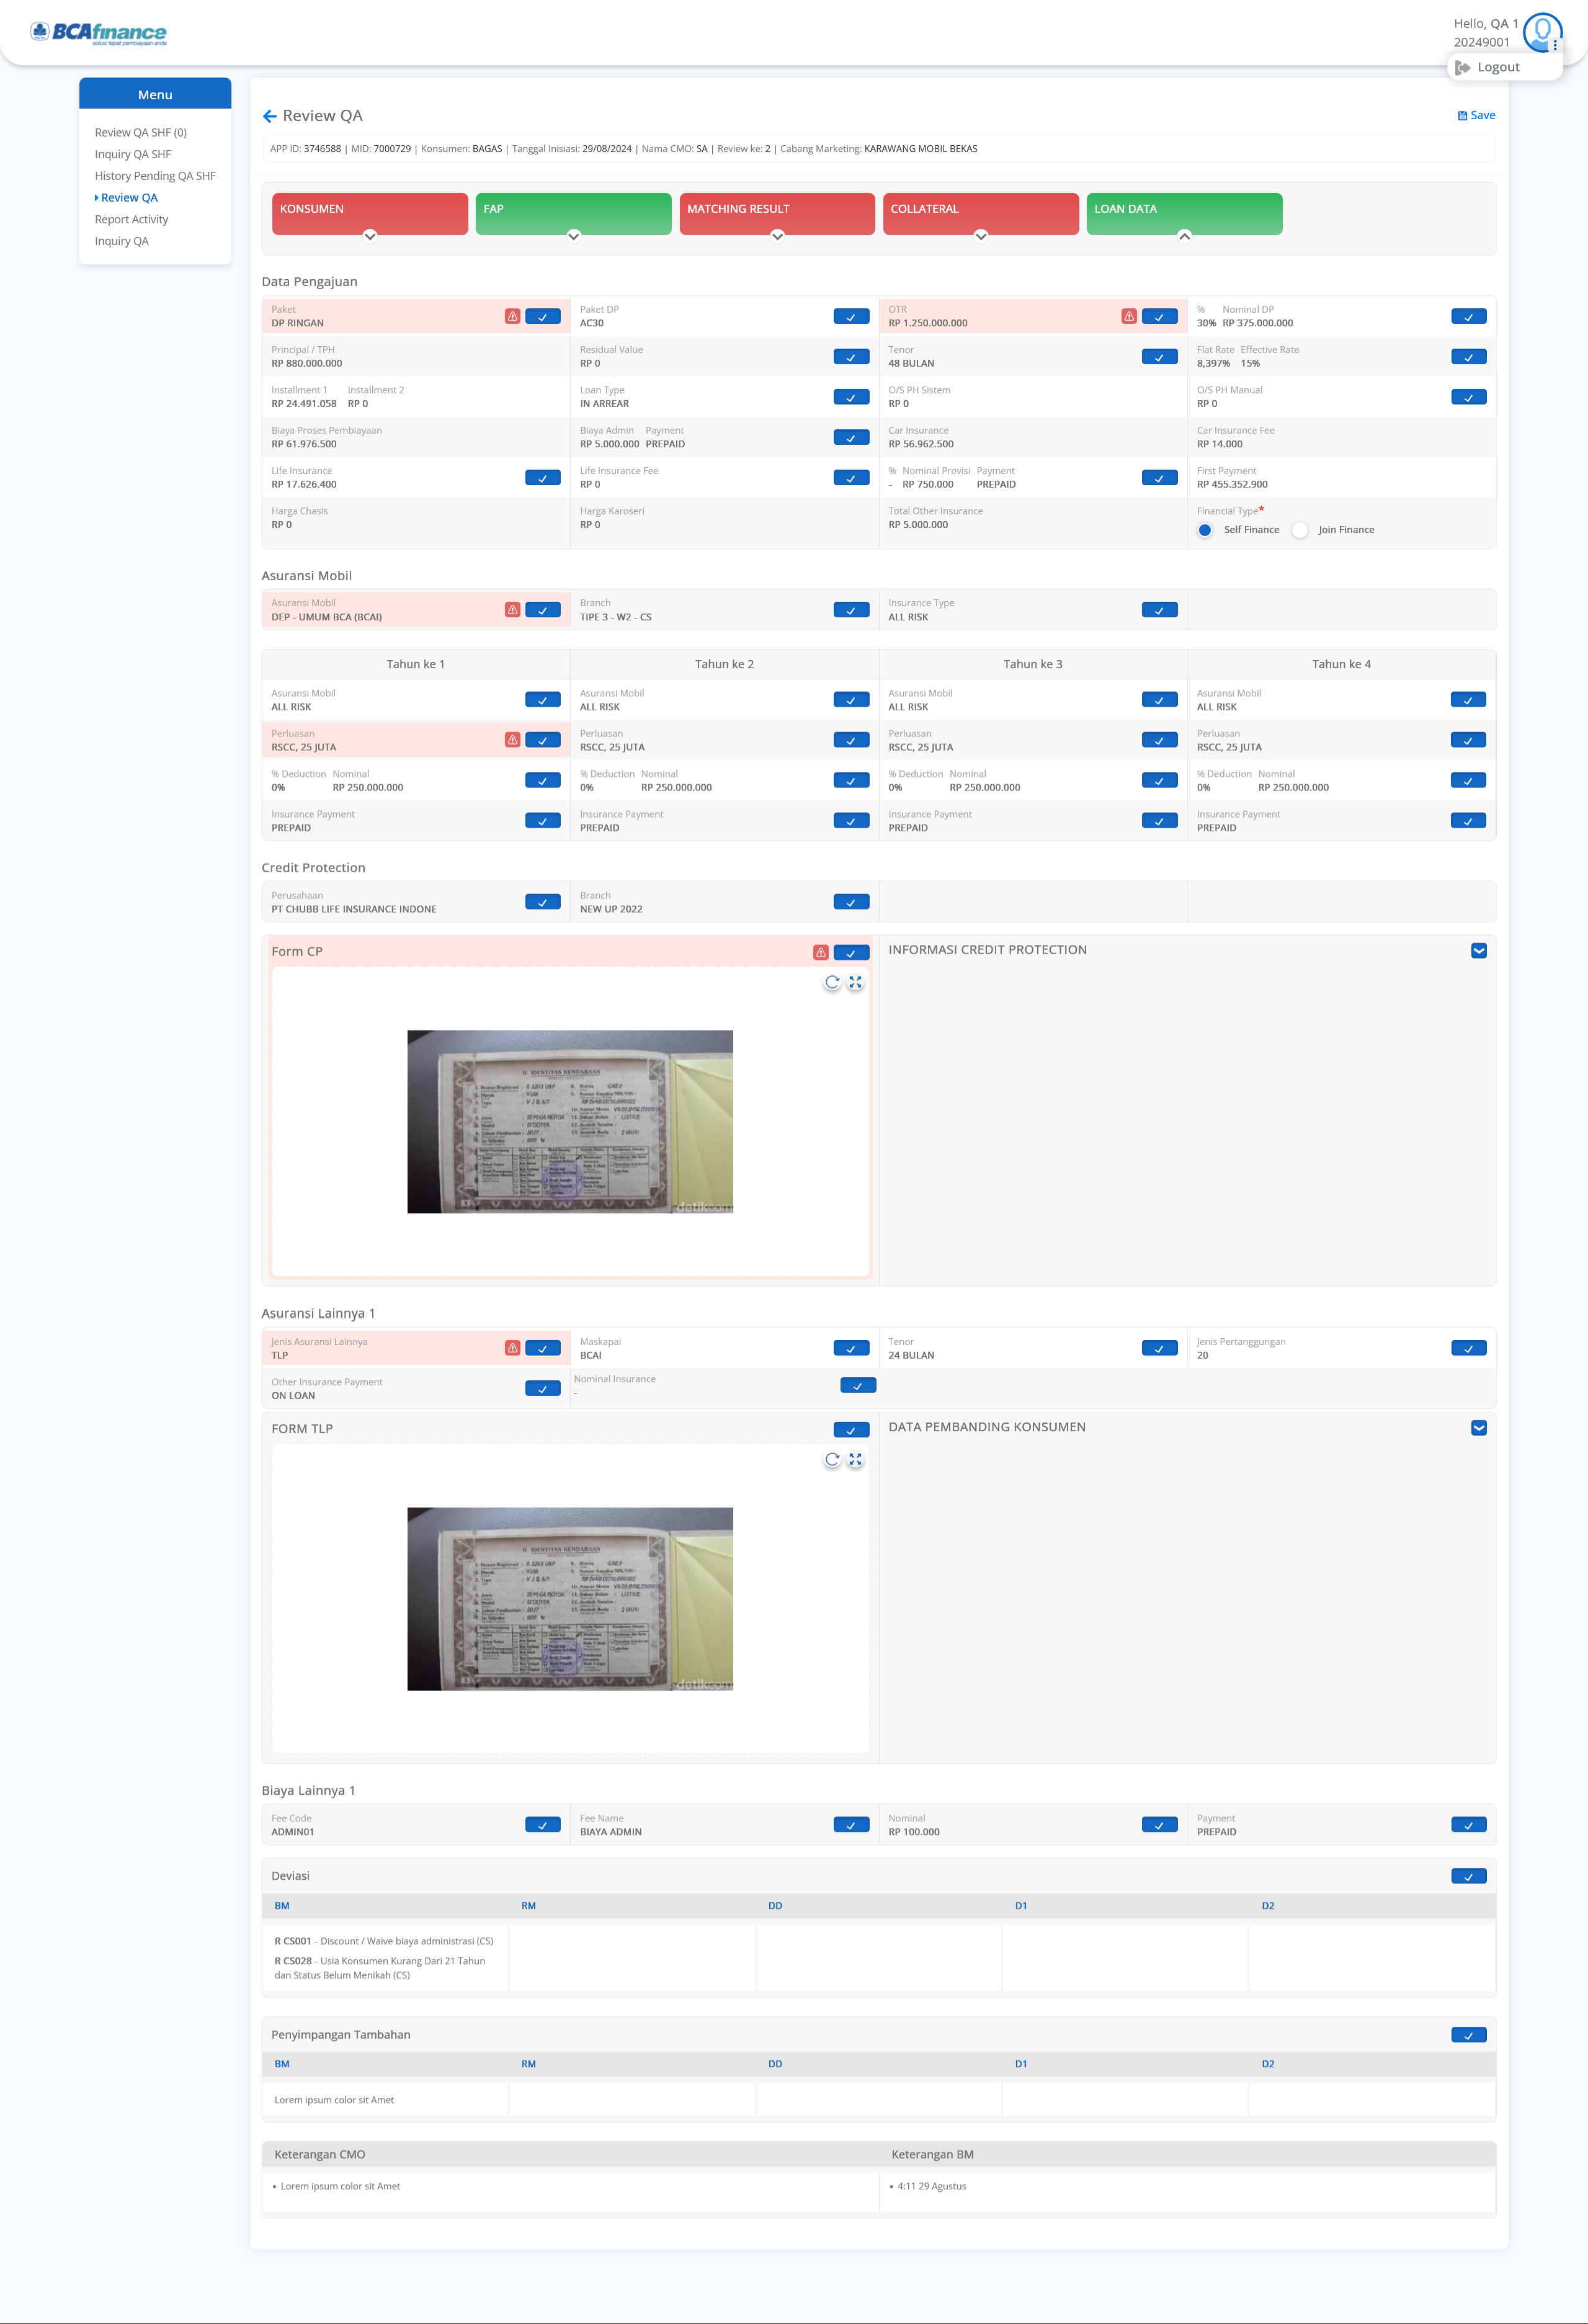 BCAfinance
solusi tepat pembiayaan anda
Hello, QA 1
20249001
Logout
Menu
Review QA SHF (0)
Inquiry QA SHF
History Pending QA SHF
Review QA
Report Activity
Inquiry QA
Review QA
Save
APP ID: 3746588 | MID: 7000729 | Konsumen: BAGAS | Tanggal Inisiasi: 29/08/2024 | Nama CMO: SA | Review ke: 2 | Cabang Marketing: KARAWANG MOBIL BEKAS
KONSUMEN FAP MATCHING RESULT COLLATERAL LOAN DATA
Data Pengajuan
Paket Paket DP OTR % Nominal DP
DP RINGAN AC30 RP 1.250.000.000 30% RP 375.000.000
Principal / TPH Residual Value Tenor Flat Rate Effective Rate
RP 880.000.000 RP 0 48 BULAN 8,397% 15%
Installment 1 Installment 2 Loan Type O/S PH Sistem O/S PH Manual
RP 24.491.058 RP 0 IN ARREAR RP 0 RP 0
Biaya Proses Pembiayaan Biaya Admin Payment Car Insurance Car Insurance Fee
RP 61.976.500 RP 5.000.000 PREPAID RP 56.962.500 RP 14.000
Life Insurance Life Insurance Fee % Nominal Provisi Payment First Payment
RP 17.626.400 RP 0 - RP 750.000 PREPAID RP 455.352.900
Harga Chasis Harga Karoseri Total Other Insurance Financial Type*
RP 0 RP 0 RP 5.000.000 Self Finance Join Finance
Asuransi Mobil
Asuransi Mobil Branch Insurance Type
DEP - UMUM BCA (BCAI) TIPE 3 - W2 - CS ALL RISK
Tahun ke 1 Tahun ke 2 Tahun ke 3 Tahun ke 4
Asuransi Mobil Asuransi Mobil Asuransi Mobil Asuransi Mobil
ALL RISK ALL RISK ALL RISK ALL RISK
Perluasan Perluasan Perluasan Perluasan
RSCC, 25 JUTA RSCC, 25 JUTA RSCC, 25 JUTA RSCC, 25 JUTA
% Deduction Nominal % Deduction Nominal % Deduction Nominal % Deduction Nominal
0% RP 250.000.000 0% RP 250.000.000 0% RP 250.000.000 0% RP 250.000.000
Insurance Payment Insurance Payment Insurance Payment Insurance Payment
PREPAID PREPAID PREPAID PREPAID
Credit Protection
Perusahaan Branch
PT CHUBB LIFE INSURANCE INDONE NEW UP 2022
Form CP INFORMASI CREDIT PROTECTION
II. IDENTITAS KENDARAAN
detikcom
Asuransi Lainnya 1
Jenis Asuransi Lainnya Maskapai Tenor Jenis Pertanggungan
TLP BCAI 24 BULAN 20
Other Insurance Payment Nominal Insurance
ON LOAN -
FORM TLP DATA PEMBANDING KONSUMEN
II. IDENTITAS KENDARAAN
detikcom
Biaya Lainnya 1
Fee Code Fee Name Nominal Payment
ADMIN01 BIAYA ADMIN RP 100.000 PREPAID
Deviasi
BM RM DD D1 D2
R CS001 - Discount / Waive biaya administrasi (CS)
R CS028 - Usia Konsumen Kurang Dari 21 Tahun
dan Status Belum Menikah (CS)
Penyimpangan Tambahan
BM RM DD D1 D2
Lorem ipsum color sit Amet
Keterangan CMO Keterangan BM
• Lorem ipsum color sit Amet • 4:11 29 Agustus